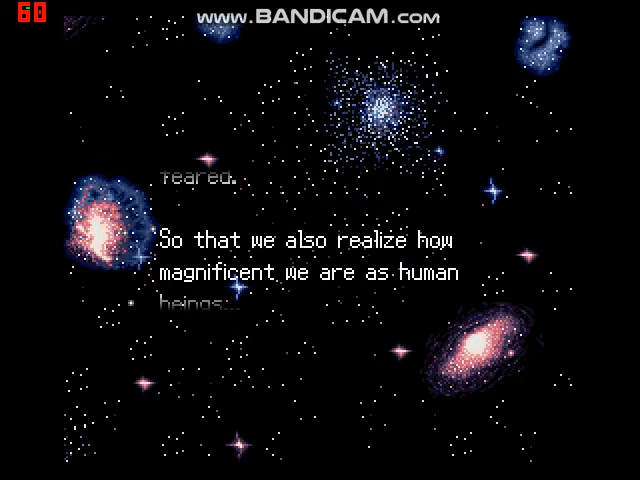 60
www.BANDICAM.com
feared.
So that we also realize how
magnificent we are as human
beings...